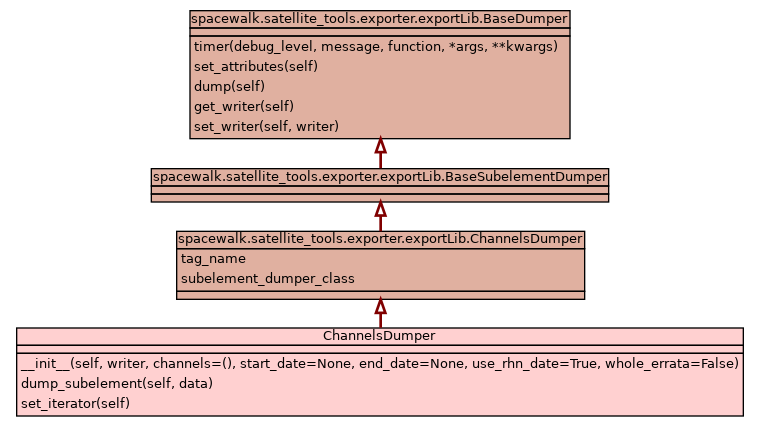 spacewalk.satellite_tools.exporter.exportLib.BaseDumper
timer(debug_level, message, function, *args, **kwargs)
set_attributes(self)
dump(self)
get_writer(self)
set_writer(self, writer)
spacewalk.satellite_tools.exporter.exportLib.BaseSubelementDumper
spacewalk.satellite_tools.exporter.exportLib.ChannelsDumper
tag_name
subelement_dumper_class
ChannelsDumper
__init__(self, writer, channels=(), start_date=None, end_date=None, use_rhn_date=True, whole_errata=False)
dump_subelement(self, data)
set_iterator(self)